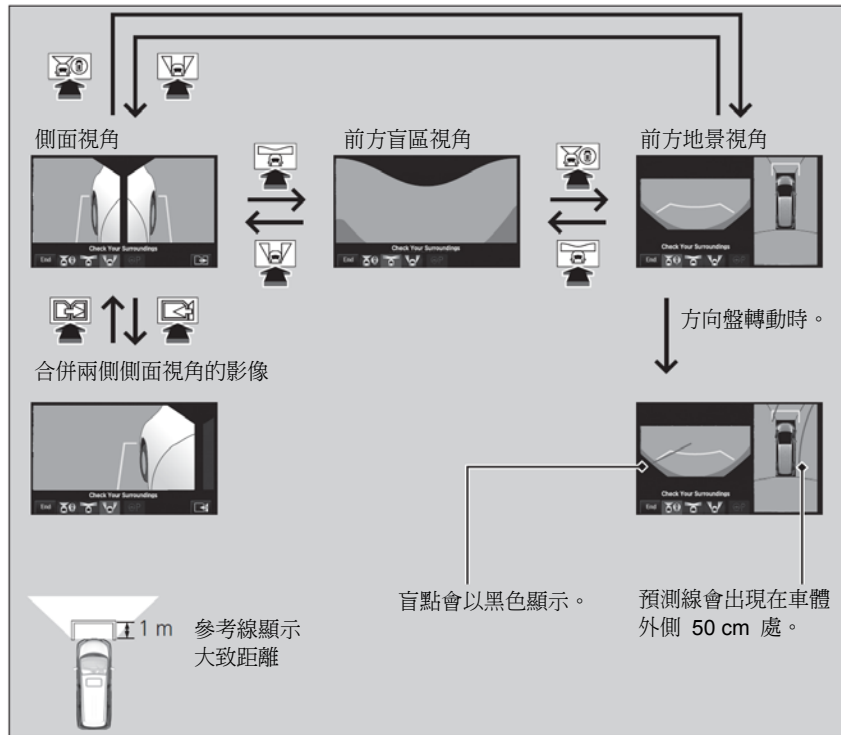 側面視角
前方盲區視角
前方地景視角
Check Your Surroundings
End
Check Your Surroundings
End
Check Your Surroundings
End
方向盤轉動時。
合併兩側側面視角的影像
Check Your Surroundings
End
Check Your Surroundings
End
盲點會以黑色顯示。
預測線會出現在車體
外側 50 cm 處。
1 m
參考線顯示
大致距離